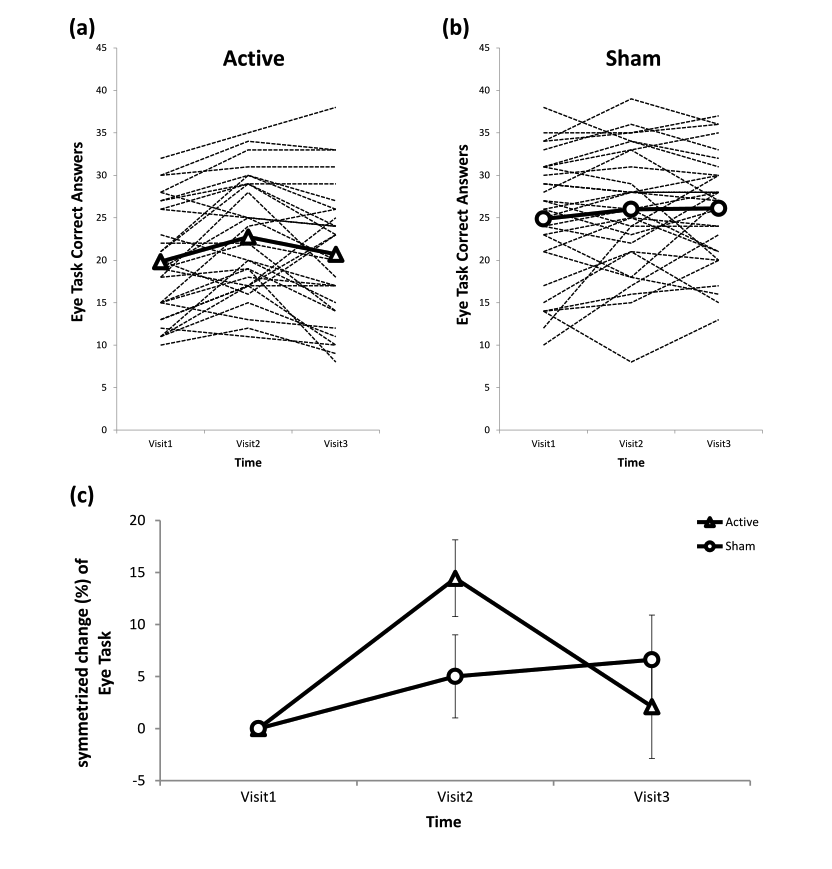 (a)
Active
45
40
35
30
25
20
15
10
5
0
Eye Task Correct Answers
Visit1 Visit2 Visit3
Time
(b)
Sham
45
40
35
30
25
20
15
10
5
0
Eye Task Correct Answers
Visit1 Visit2 Visit3
Time
(c)
20
15
10
5
0
-5
symmetrized change (%) of
Eye Task
Active
Sham
Visit1 Visit2 Visit3
Time